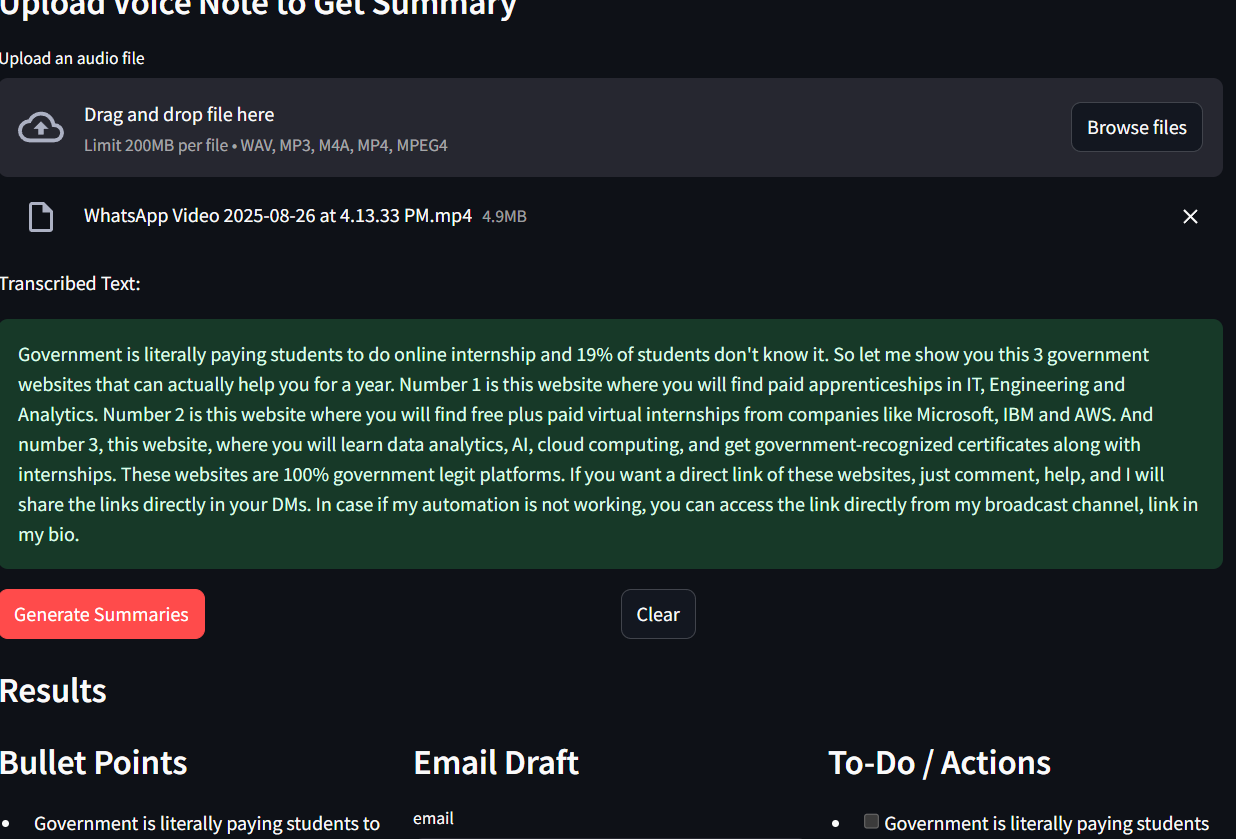 Upload Voice Note to Get Summary
Upload an audio file
Drag and drop file here
Limit 200MB per file • WAV, MP3, M4A, MP4, MPEG4
Browse files
WhatsApp Video 2025-08-26 at 4.13.33 PM.mp4 4.9MB
Transcribed Text:
Government is literally paying students to do online internship and 19% of students don't know it. So let me show you this 3 government
websites that can actually help you for a year. Number 1 is this website where you will find paid apprenticeships in IT, Engineering and
Analytics. Number 2 is this website where you will find free plus paid virtual internships from companies like Microsoft, IBM and AWS. And
number 3, this website, where you will learn data analytics, AI, cloud computing, and get government-recognized certificates along with
internships. These websites are 100% government legit platforms. If you want a direct link of these websites, just comment, help, and I will
share the links directly in your DMs. In case if my automation is not working, you can access the link directly from my broadcast channel, link in
my bio.
Generate Summaries
Clear
Results
Bullet Points
Email Draft
To-Do / Actions
• Government is literally paying students to
email
• Government is literally paying students